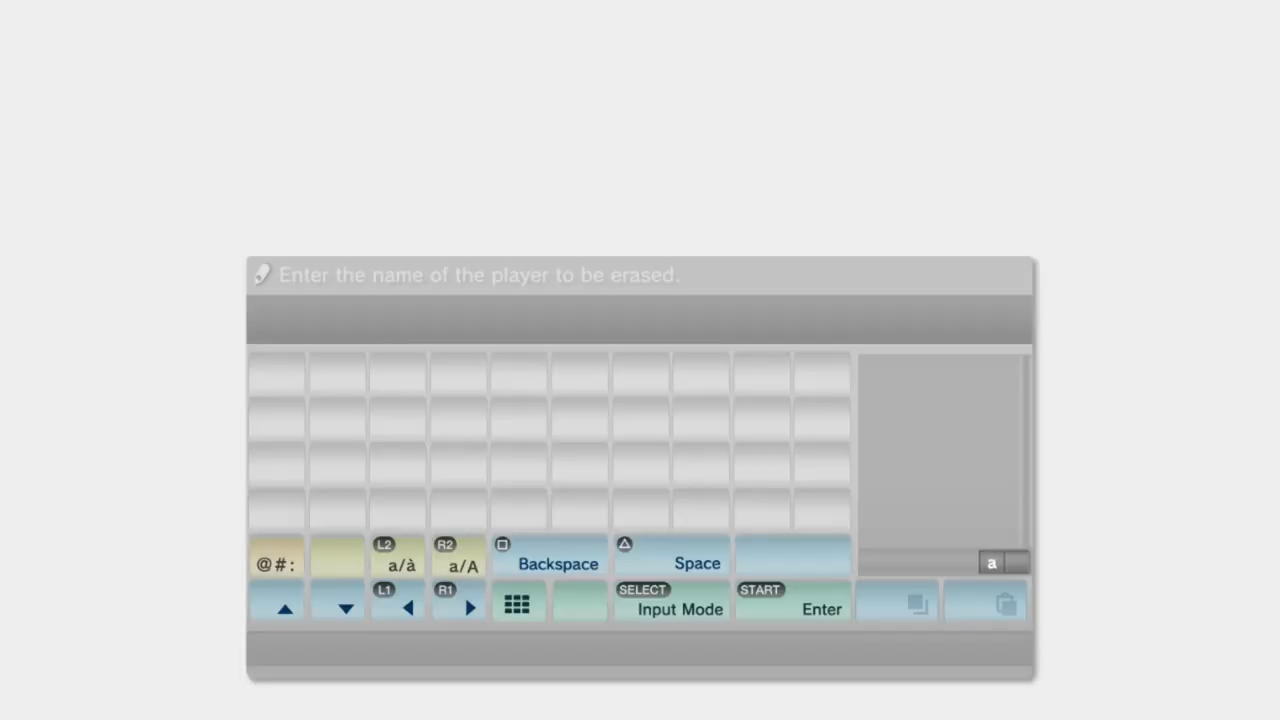 Enter the name of the player to be erased.
@#:
L2 a/à
R2 a/A
Backspace
Space
a
L1
R1
SELECT Input Mode
START Enter